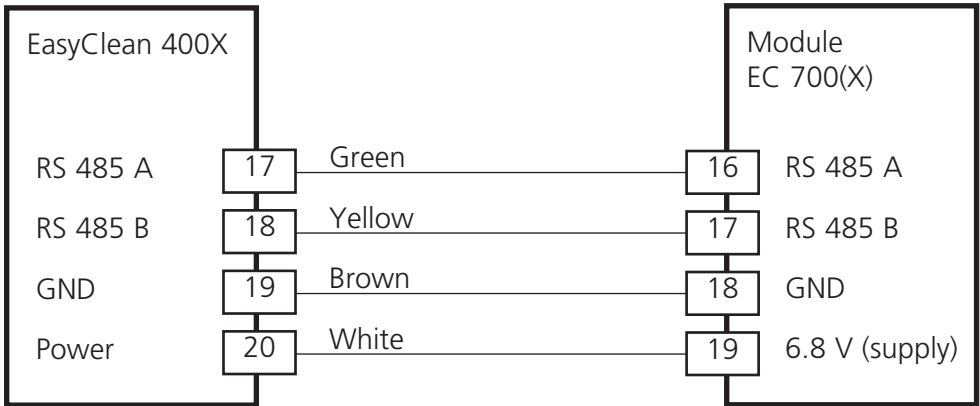 EasyClean 400X
Module
EC 700(X)
RS 485 A 17 Green 16 RS 485 A
RS 485 B 18 Yellow 17 RS 485 B
GND 19 Brown 18 GND
Power 20 White 19 6.8 V (supply)